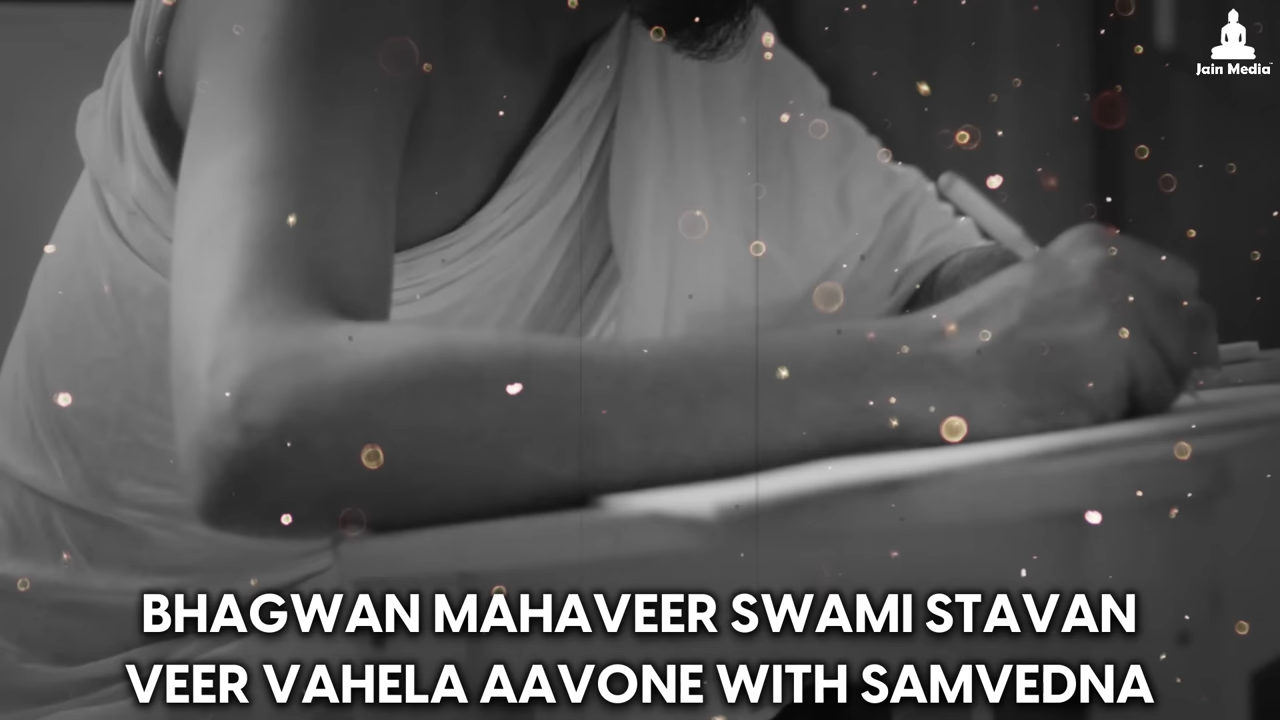 Jain Media
BHAGWAN MAHAVEER SWAMI STAVAN
VEER VAHELA AAVONE WITH SAMVEDNA